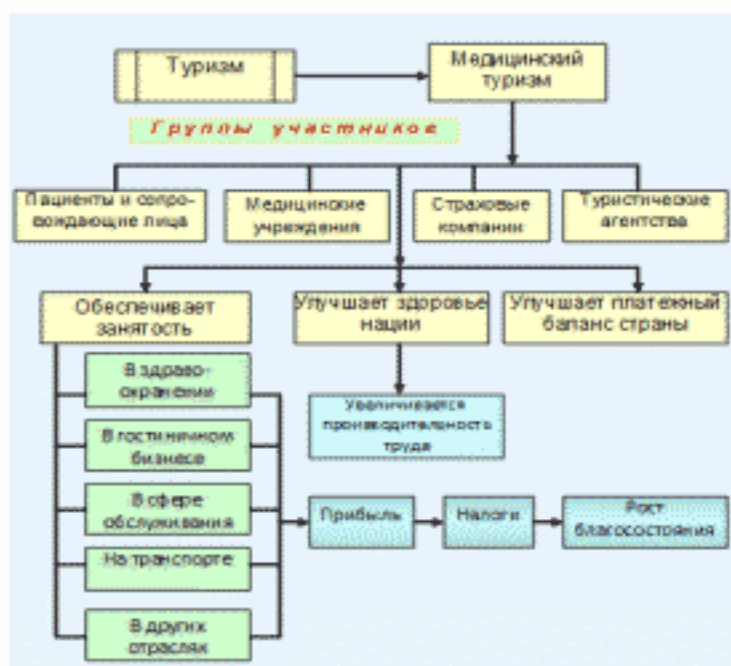 Туризм
Медицинский
туризм
Группы участников
Пациенты и сопро-
вождающие лица
Медицинские
учреждения
Страховые
компании
Туристические
агентства
Обеспечивает
занятость
Улучшает здоровье
нации
Улучшает платежный
баланс страны
В здраво-
охранении
Увеличивается
производительность
труда
В гостиничном
бизнесе
В сфере
обслуживания
Прибыль
Налоги
Рост
благосостояния
На транспорте
В других
отраслях